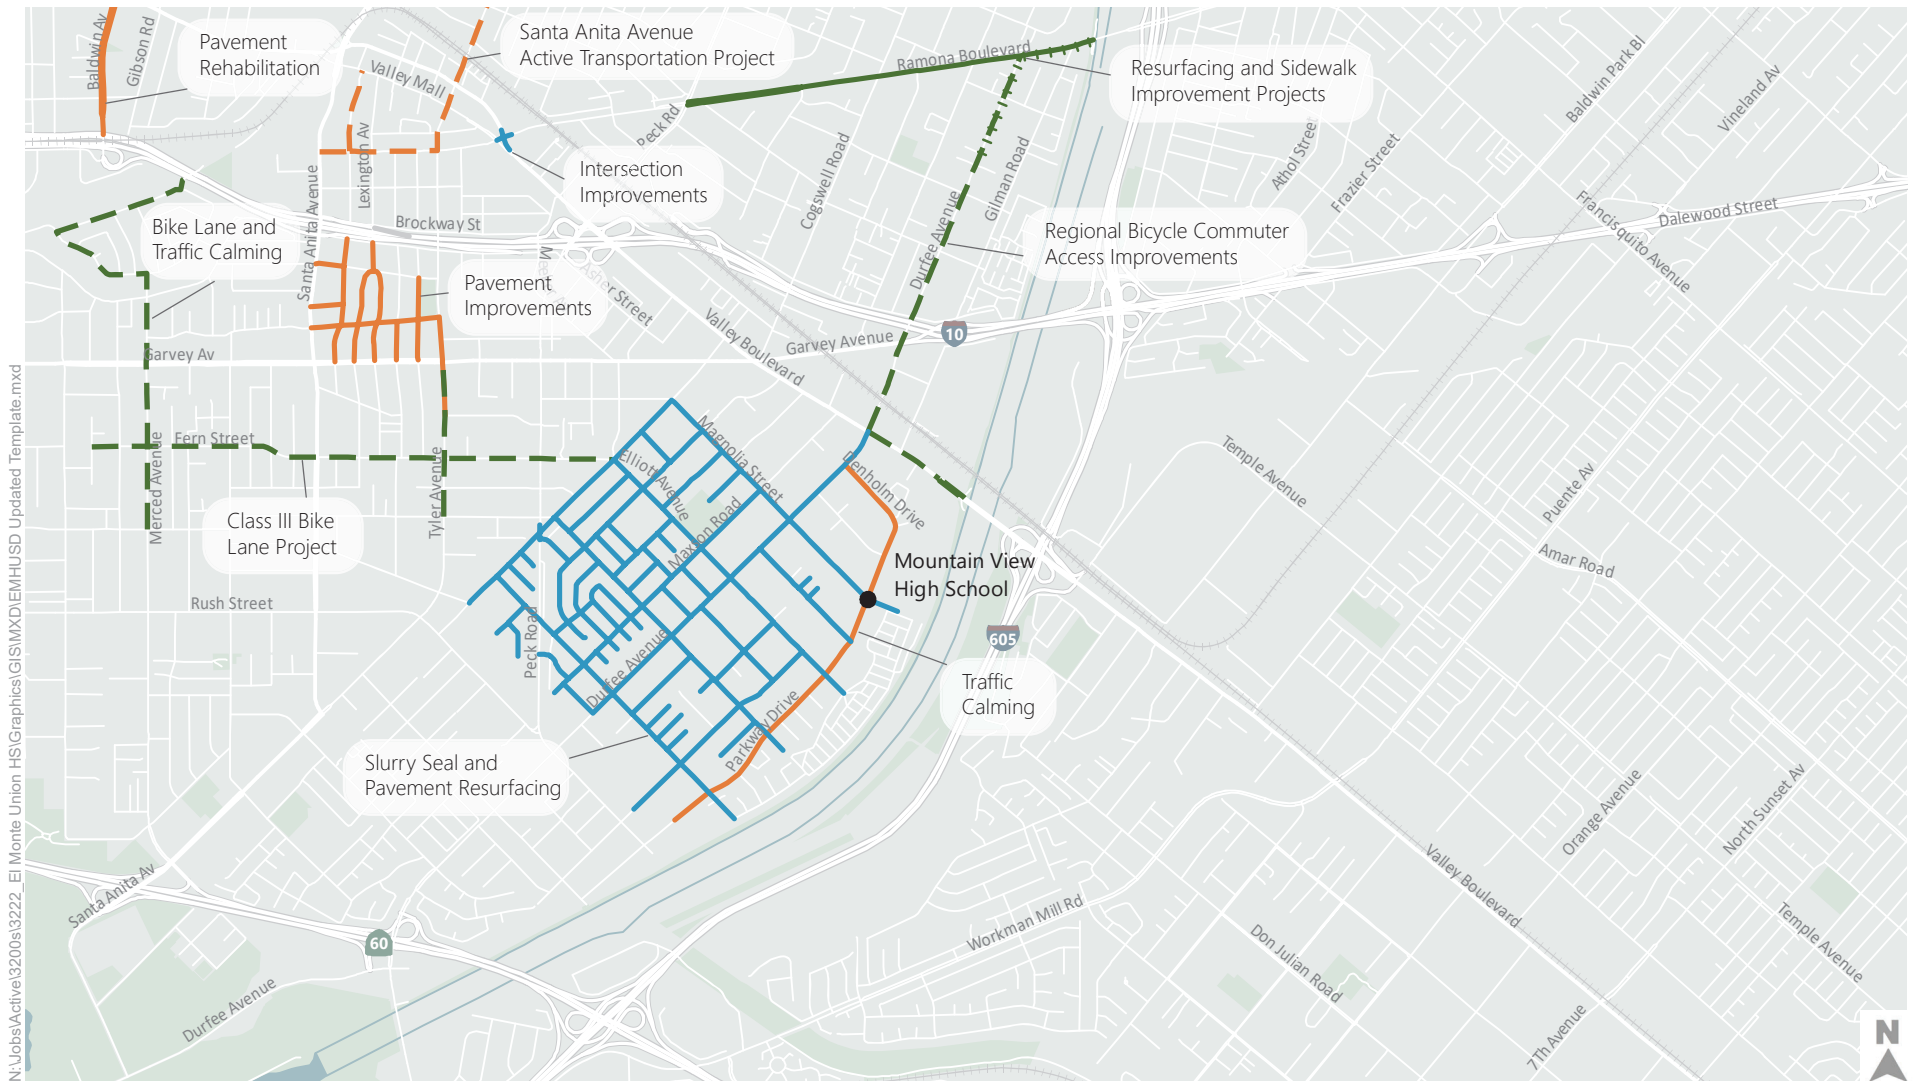 Baldwin Av
Gibson Rd
Pavement
Rehabilitation
Valley Mall
Santa Anita Avenue
Active Transportation Project
Ramona Boulevard
Resurfacing and Sidewalk
Improvement Projects
Baldwin Park Bl
Vineland Av
Peck Rd
Intersection
Improvements
Cogswell Road
Gilman Road
Athol Street
Frazier Street
Lexington Av
Santa Anita Avenue
Brockway St
Bike Lane and
Traffic Calming
Durfee Avenue
Regional Bicycle Commuter
Access Improvements
Francisquito Avenue
Dalewood Street
Pavement
Improvements
Asher Street
Valley Boulevard
Garvey Avenue
10
Garvey Av
Fern Street
Merced Avenue
Tyler Avenue
Elliott Avenue
Magnolia Street
Denholm Drive
Maxson Road
Temple Avenue
Puente Av
Amar Road
Class III Bike
Lane Project
Mountain View
High School
Rush Street
Peck Road
Durfee Avenue
605
Traffic
Calming
Parkway Drive
Slurry Seal and
Pavement Resurfacing
Orange Avenue
North Sunset Av
Valley Boulevard
Santa Anita Av
60
Workman Mill Rd
Don Julian Road
Temple Avenue
Durfee Avenue
7Th Avenue
N
N:\Jobs\Active\3200s\3222_El Monte Union HS\Graphics\GIS\MXD\EMHUSD Updated Template.mxd